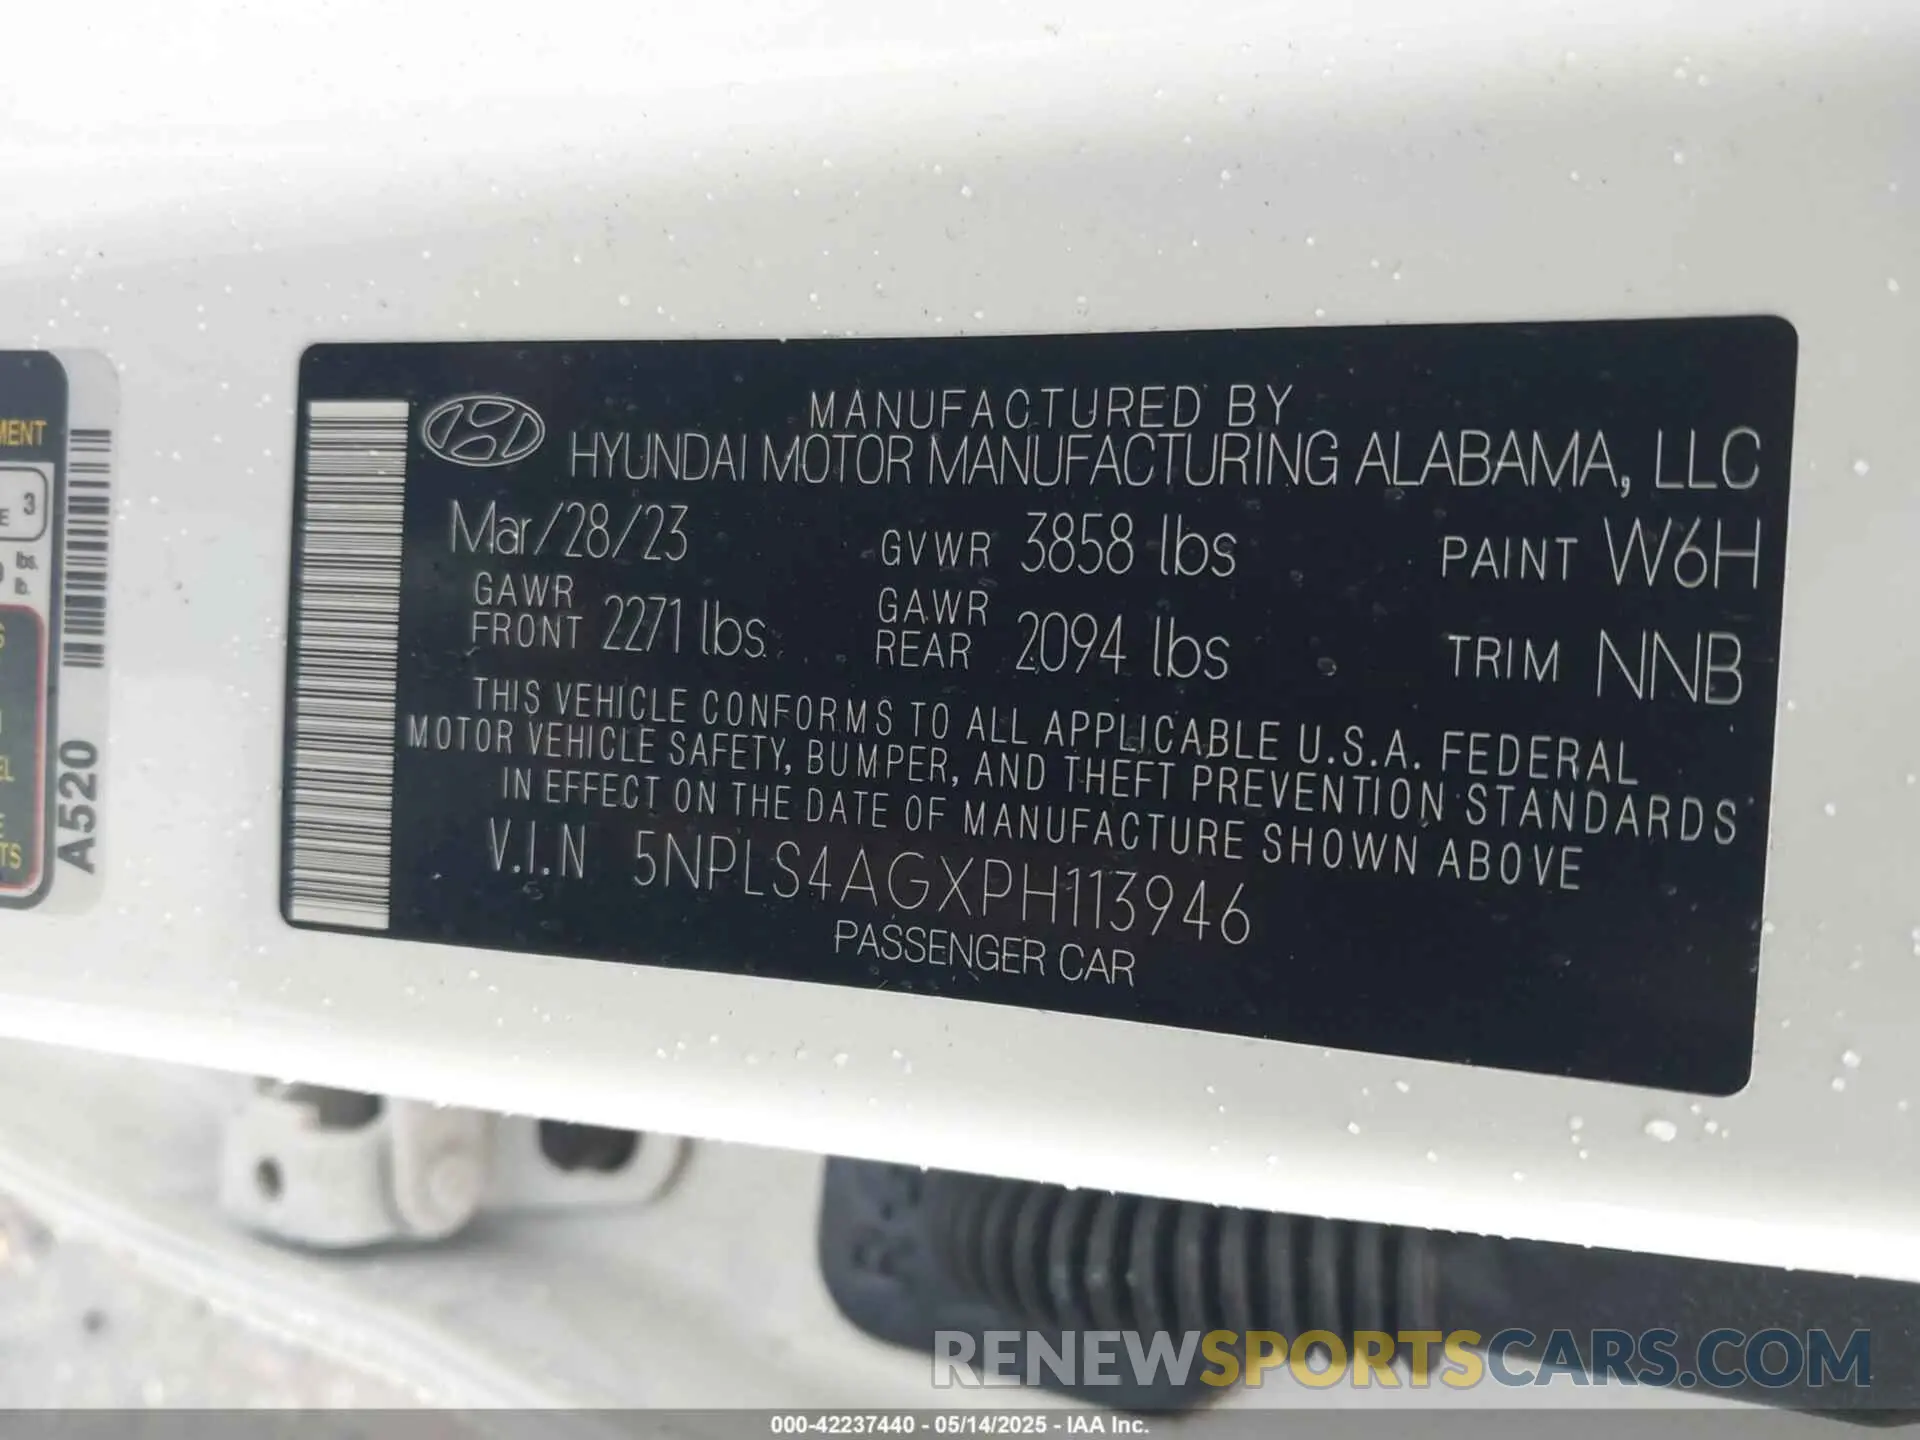 MANUFACTURED BY
HYUNDAI MOTOR MANUFACTURING ALABAMA, LLC
Mar/28/23 GVWR 3858 lbs PAINT W6H
GAWR FRONT 2271 lbs GAWR REAR 2094 lbs TRIM NNB
THIS VEHICLE CONFORMS TO ALL APPLICABLE U.S.A. FEDERAL
MOTOR VEHICLE SAFETY, BUMPER, AND THEFT PREVENTION STANDARDS
IN EFFECT ON THE DATE OF MANUFACTURE SHOWN ABOVE
V.I.N 5NPLS4AGXPH113946
PASSENGER CAR
3
lbs.
lb.
A520
RENEWSPORTSCARS.COM
000-42237440 - 05/14/2025 - IAA Inc.